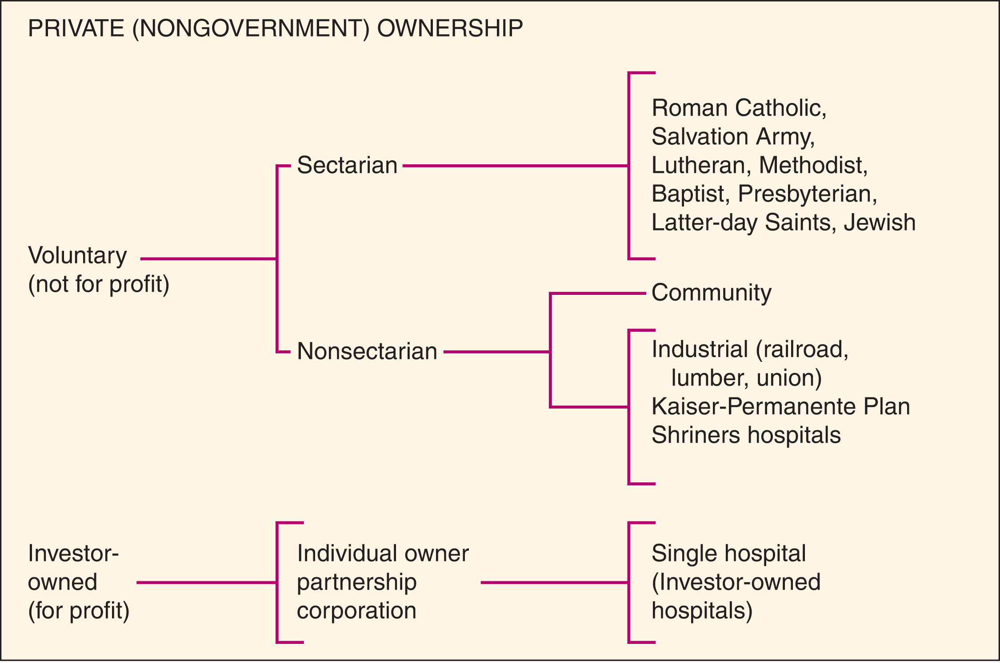 PRIVATE (NONGOVERNMENT) OWNERSHIP
Voluntary
(not for profit)
Sectarian
Roman Catholic,
Salvation Army,
Lutheran, Methodist,
Baptist, Presbyterian,
Latter-day Saints, Jewish
Nonsectarian
Community
Industrial (railroad,
lumber, union)
Kaiser-Permanente Plan
Shriners hospitals
Investor-
owned
(for profit)
Individual owner
partnership
corporation
Single hospital
(Investor-owned
hospitals)